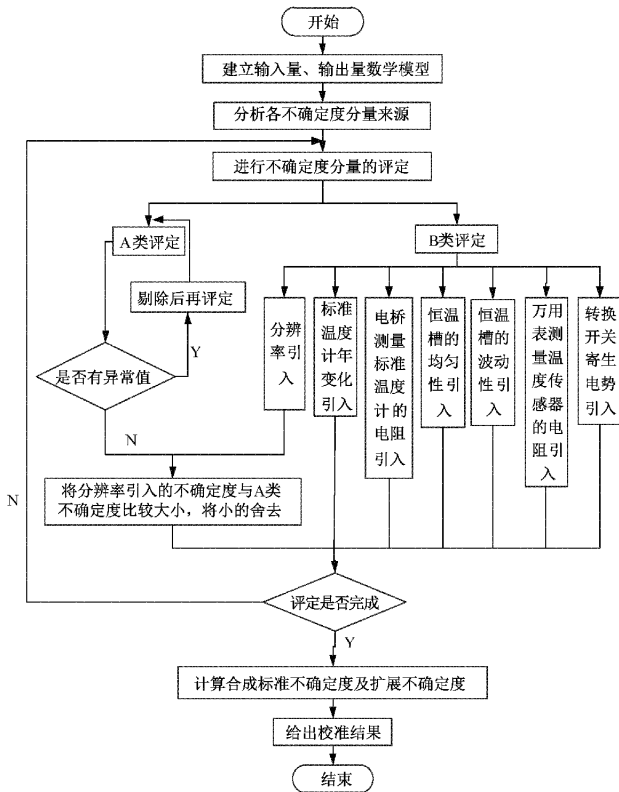 开始
建立输入量、输出量数学模型
分析各不确定度分量来源
进行不确定度分量的评定
A类评定
B类评定
剔除后再评定
Y
是否有异常值
N
分辨
率引
入
标准
温度
计年
变化
引入
电桥
测量
标准
温度
计的
电阻
引入
恒温
槽的
均匀
性引
入
恒温
槽的
波动
性引
入
万用
表测
量温
度传
感器
的电
阻引
入
转换
开关
寄生
电势
引入
将分辨率引入的不确定度与A类
不确定度比较大小，将小的舍去
N
评定是否完成
Y
计算合成标准不确定度及扩展不确定度
给出校准结果
结束